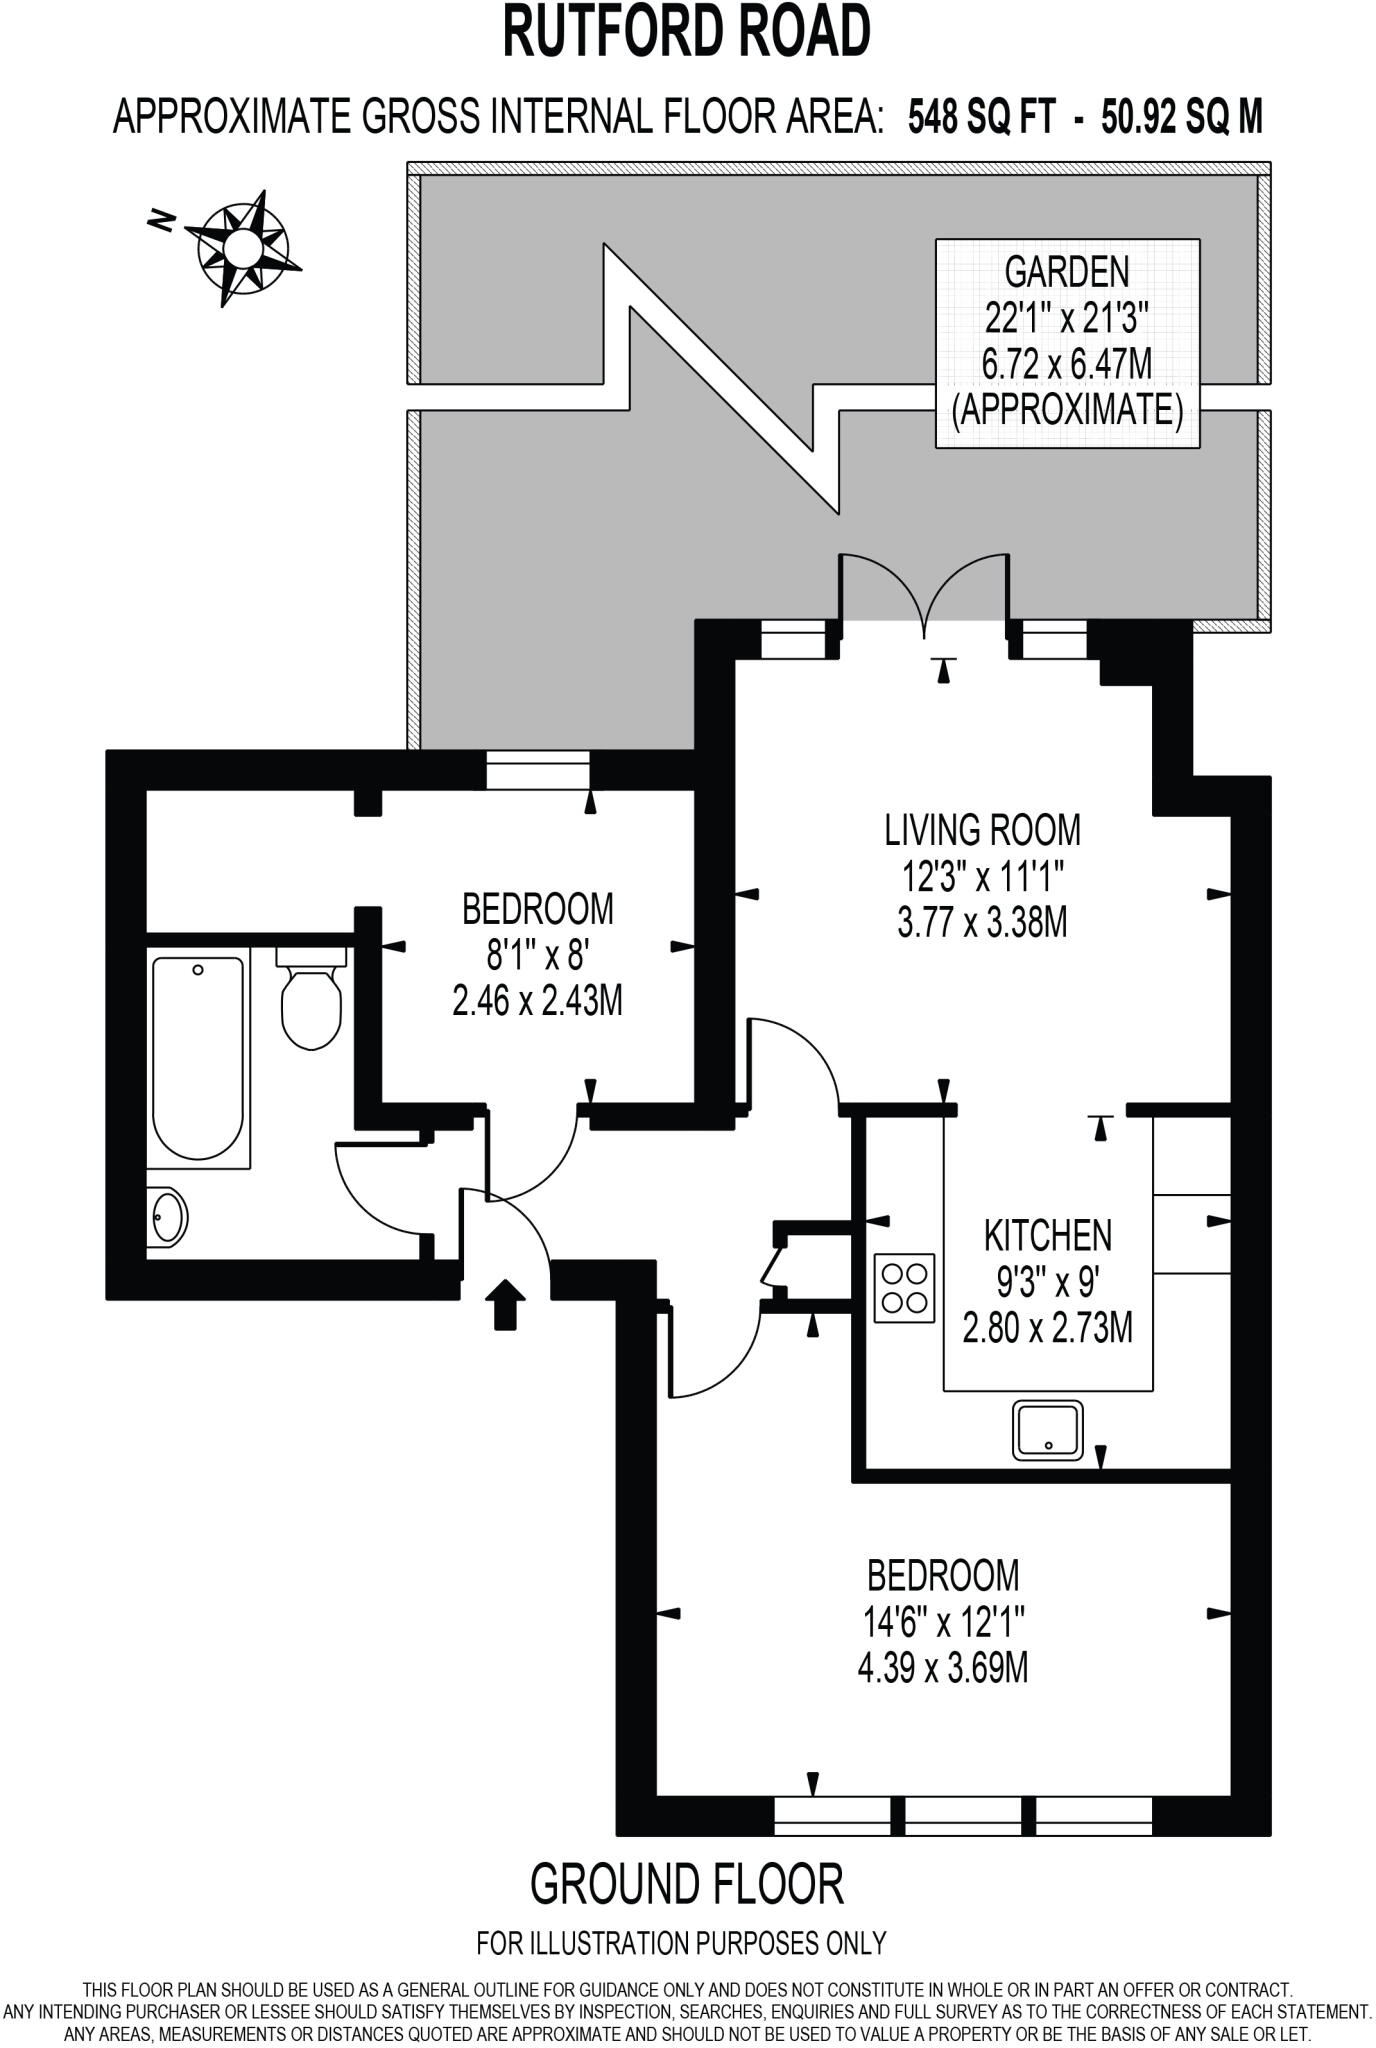 RUTFORD ROAD
APPROXIMATE GROSS INTERNAL FLOOR AREA: 548 SQ FT - 50.92 SQ M
N
GARDEN
22'1" x 21'3"
6.72 x 6.47M
(APPROXIMATE)
LIVING ROOM
12'3" x 11'1"
3.77 x 3.38M
BEDROOM
8'1" x 8'
2.46 x 2.43M
KITCHEN
9'3" x 9'
2.80 x 2.73M
BEDROOM
14'6" x 12'1"
4.39 x 3.69M
GROUND FLOOR
FOR ILLUSTRATION PURPOSES ONLY
THIS FLOOR PLAN SHOULD BE USED AS A GENERAL OUTLINE FOR GUIDANCE ONLY AND DOES NOT CONSTITUTE IN WHOLE OR IN PART AN OFFER OR CONTRACT.
ANY INTENDING PURCHASER OR LESSEE SHOULD SATISFY THEMSELVES BY INSPECTION, SEARCHES, ENQUIRIES AND FULL SURVEY AS TO THE CORRECTNESS OF EACH STATEMENT.
ANY AREAS, MEASUREMENTS OR DISTANCES QUOTED ARE APPROXIMATE AND SHOULD NOT BE USED TO VALUE A PROPERTY OR BE THE BASIS OF ANY SALE OR LET.